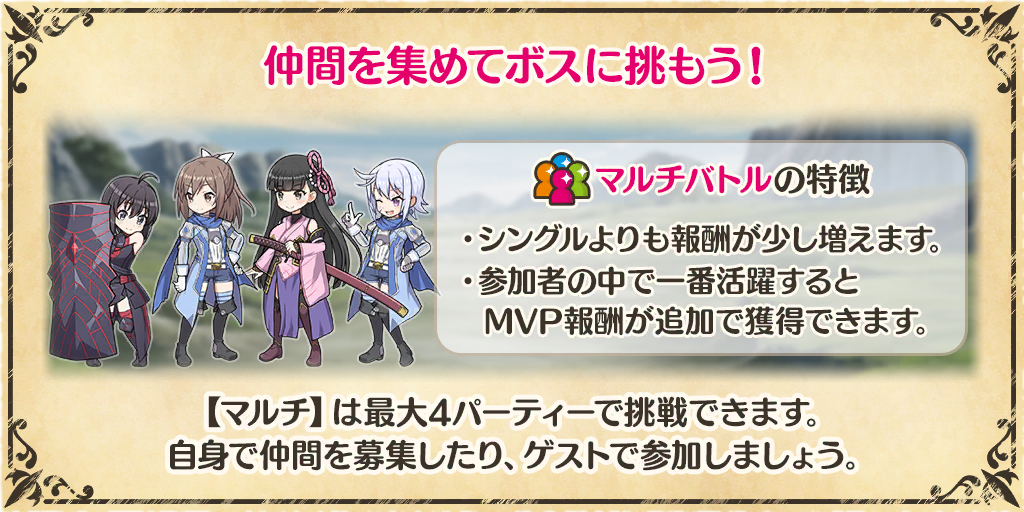 仲間を集めてボスに挑もう！
マルチバトルの特徴
・シングルよりも報酬が少し増えます。
・参加者の中で一番活躍すると
MVP報酬が追加で獲得できます。
【マルチ】は最大4パーティーで挑戦できます。
自身で仲間を募集したり、ゲストで参加しましょう。